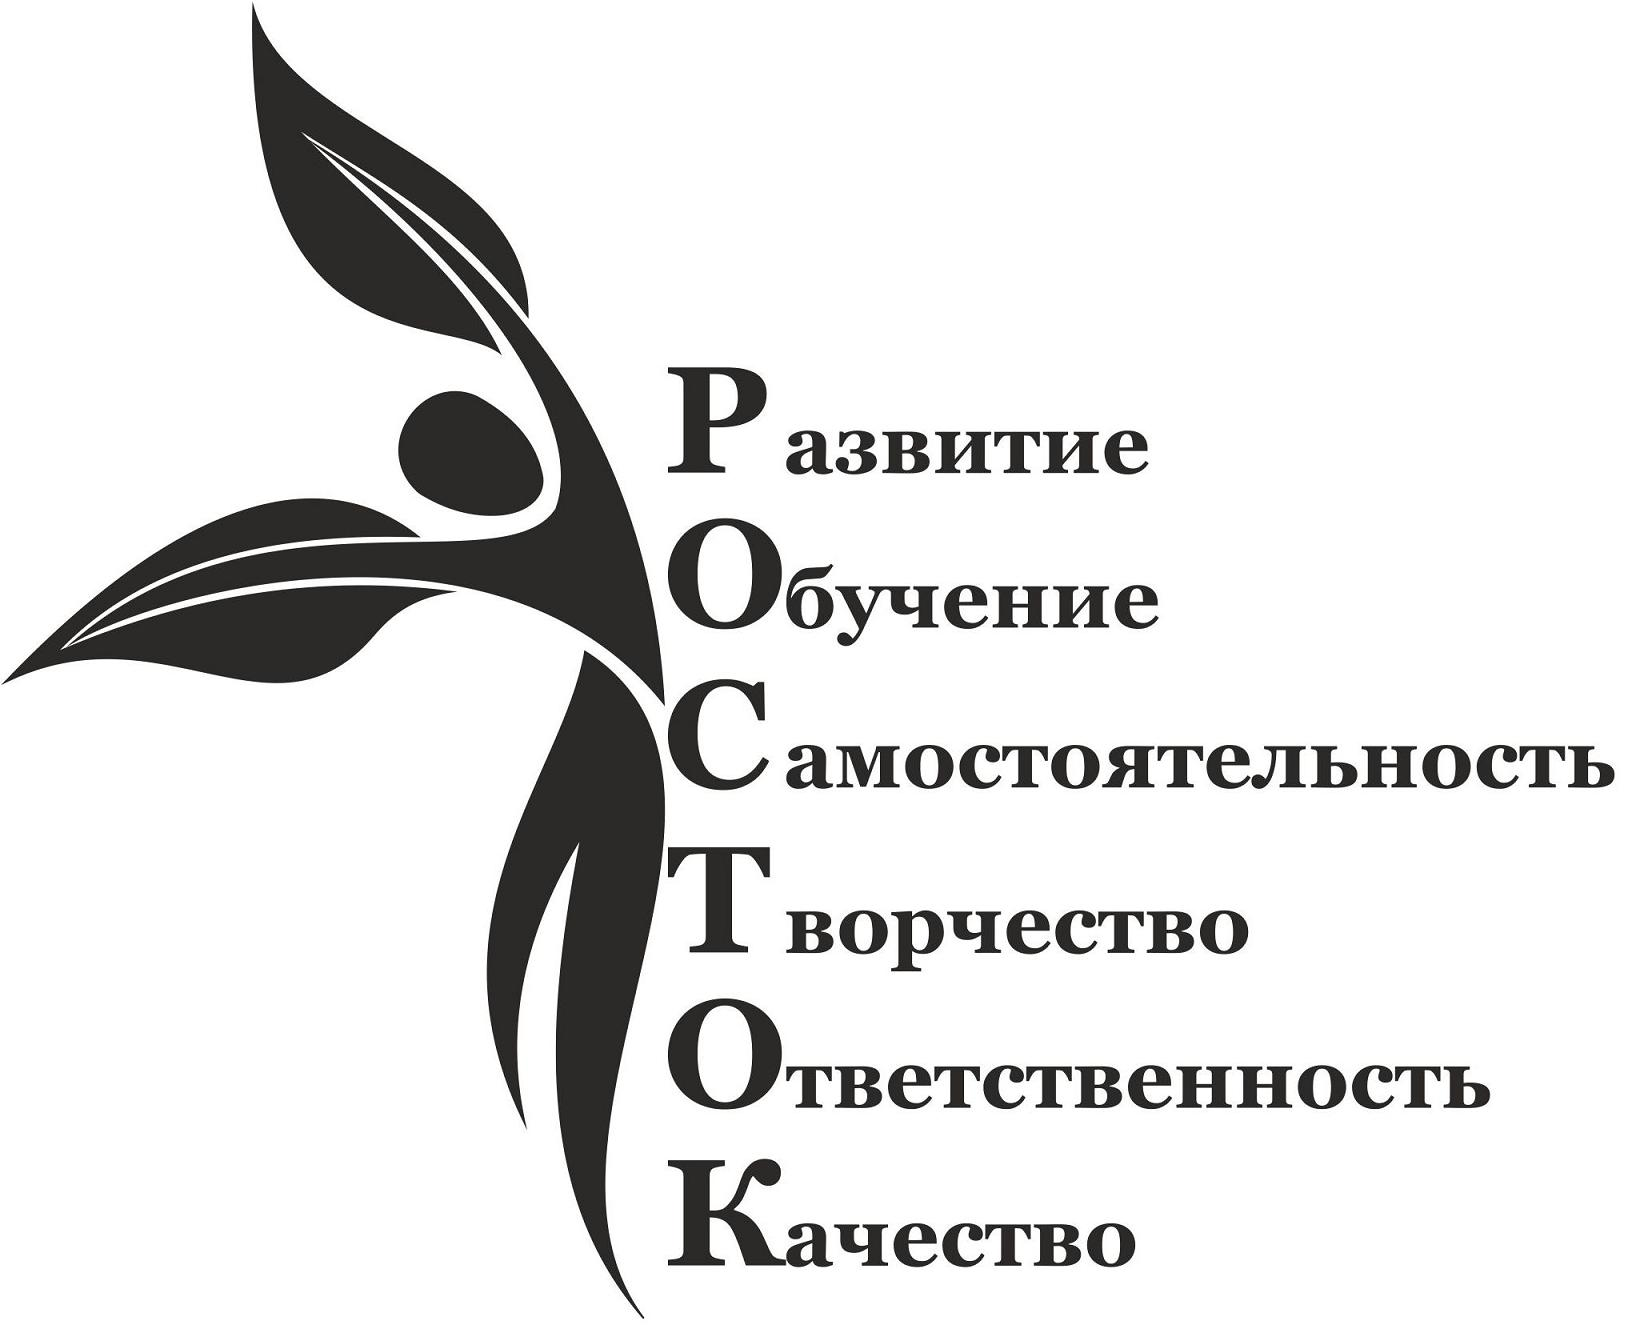 Развитие
Обучение
Самостоятельность
Творчество
Ответственность
Качество